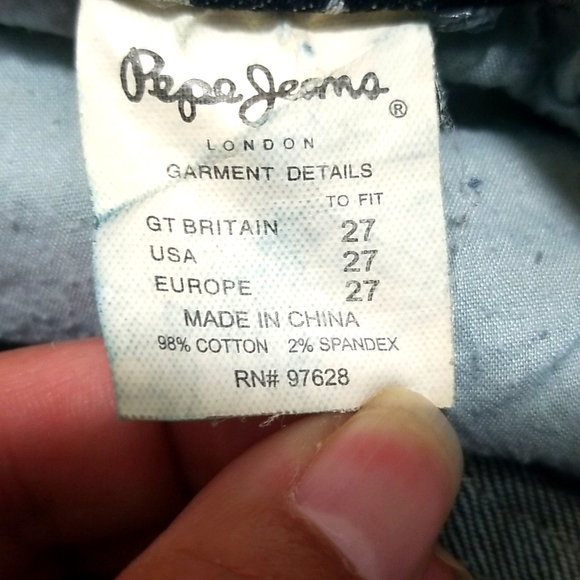 Pepe Jeans®
LONDON
GARMENT DETAILS
TO FIT
GT BRITAIN 27
USA 27
EUROPE 27
MADE IN CHINA
98% COTTON 2% SPANDEX
RN# 97628